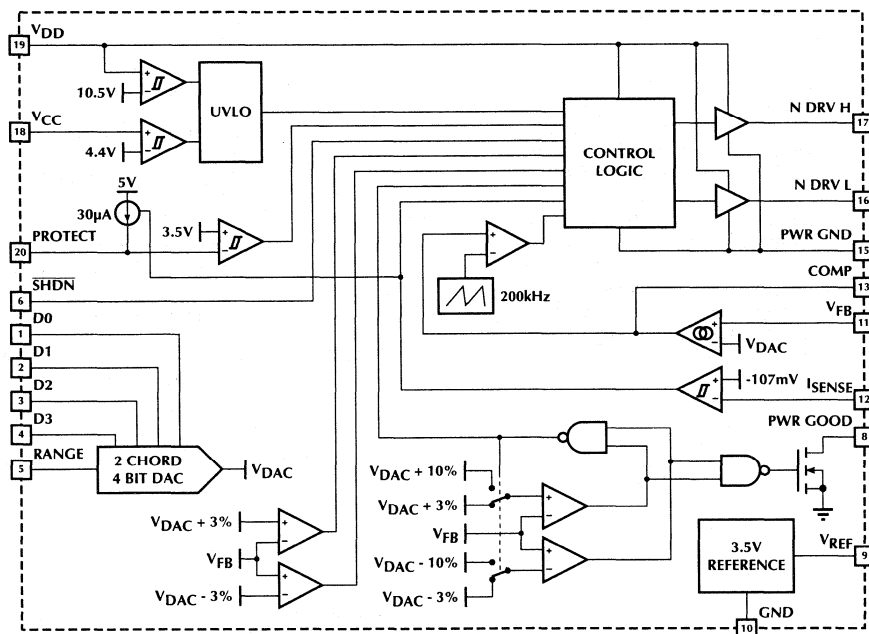 VDD
19
10.5V
UVLO
VCC
18
4.4V
5V
30µA
PROTECT
20
3.5V
SHDN
6
D0
1
D1
2
D2
3
D3
4
RANGE
5
2 CHORD
4 BIT DAC
VDAC
VDAC + 3%
VFB
VDAC - 3%
CONTROL
LOGIC
200kHz
N DRV H
17
N DRV L
16
PWR GND
15
COMP
13
VFB
11
VDAC
-107mV
ISENSE
12
PWR GOOD
8
VDAC + 10%
VDAC + 3%
VFB
VDAC - 10%
VDAC - 3%
3.5V
REFERENCE
VREF
9
GND
10